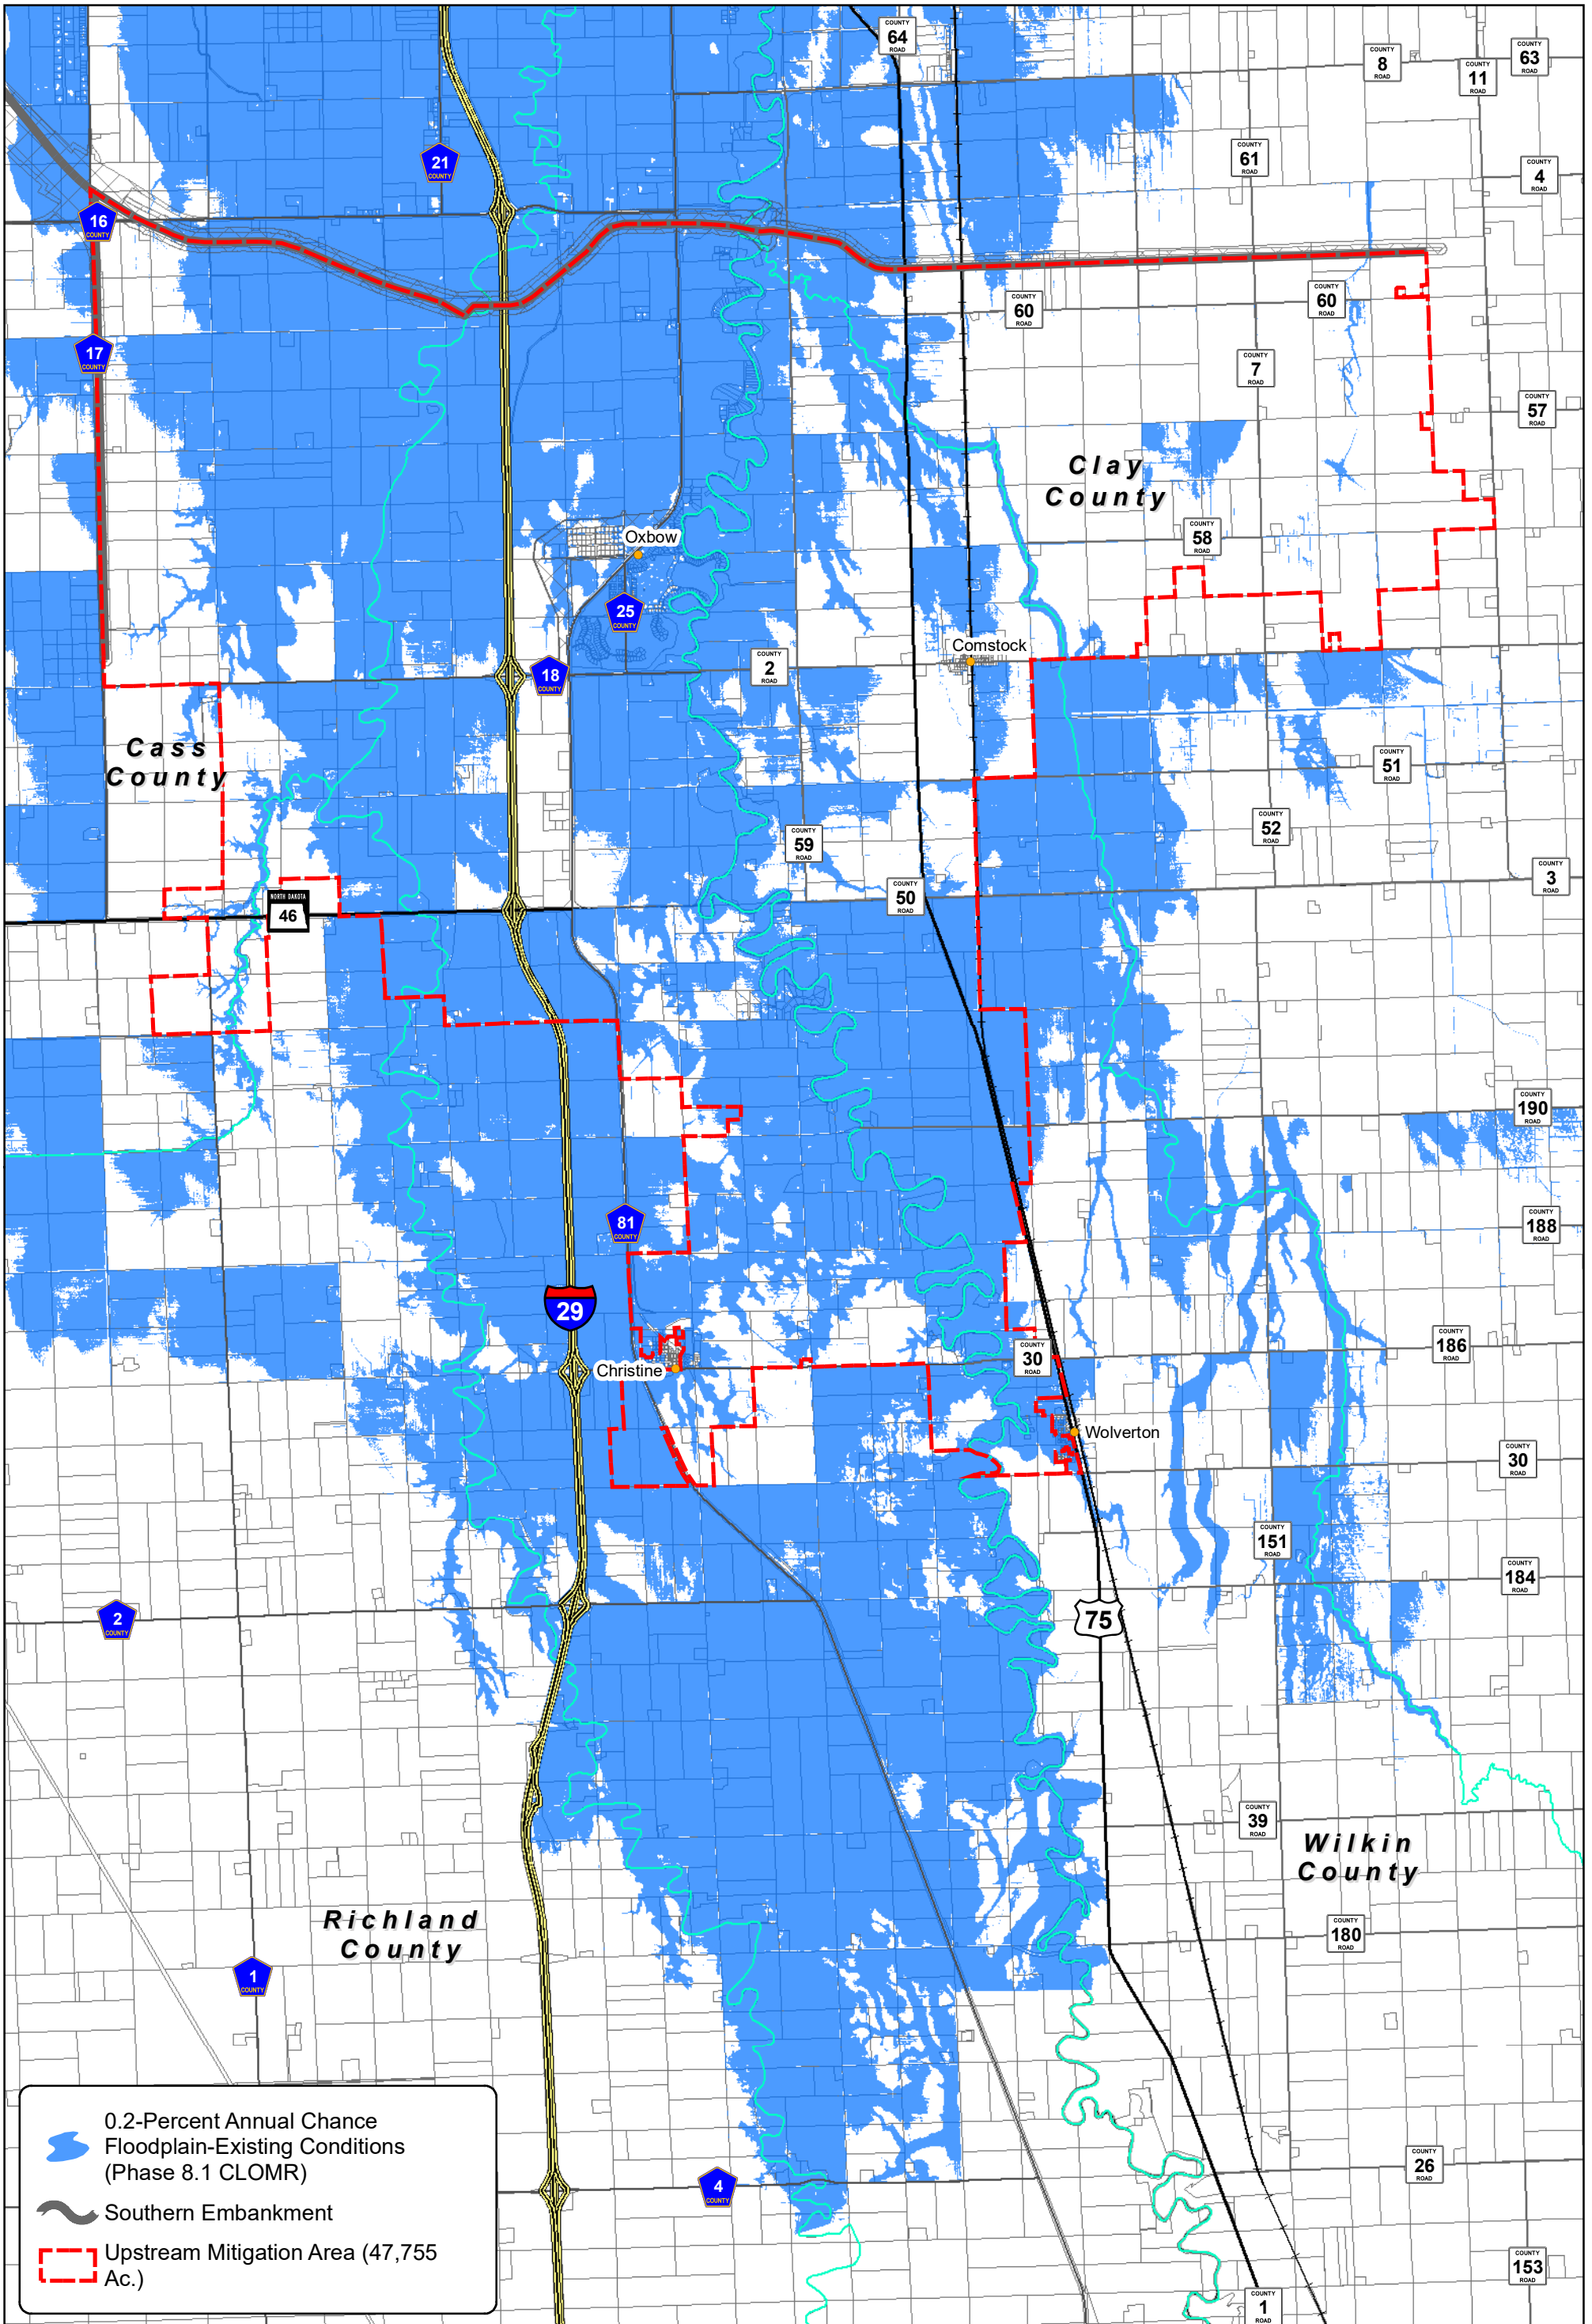 COUNTY
64
ROAD
COUNTY
8
ROAD
COUNTY
63
ROAD
COUNTY
11
ROAD
21
COUNTY
COUNTY
61
ROAD
COUNTY
4
ROAD
16
COUNTY
COUNTY
60
ROAD
COUNTY
60
ROAD
17
COUNTY
COUNTY
7
ROAD
COUNTY
57
ROAD
Clay
County
Oxbow
COUNTY
58
ROAD
25
COUNTY
Comstock
COUNTY
2
ROAD
18
COUNTY
Cass
County
COUNTY
51
ROAD
COUNTY
52
ROAD
COUNTY
59
ROAD
COUNTY
3
ROAD
COUNTY
50
ROAD
NORTH DAKOTA
46
COUNTY
190
ROAD
81
COUNTY
COUNTY
188
ROAD
29
COUNTY
186
ROAD
COUNTY
30
ROAD
Christine
Wolverton
COUNTY
30
ROAD
COUNTY
151
ROAD
COUNTY
184
ROAD
2
COUNTY
75
COUNTY
39
ROAD
Wilkin
County
Richland
County
COUNTY
180
ROAD
1
COUNTY
COUNTY
26
ROAD
4
COUNTY
COUNTY
153
ROAD
COUNTY
1
ROAD
0.2-Percent Annual Chance
Floodplain-Existing Conditions
(Phase 8.1 CLOMR)
Southern Embankment
Upstream Mitigation Area (47,755
Ac.)